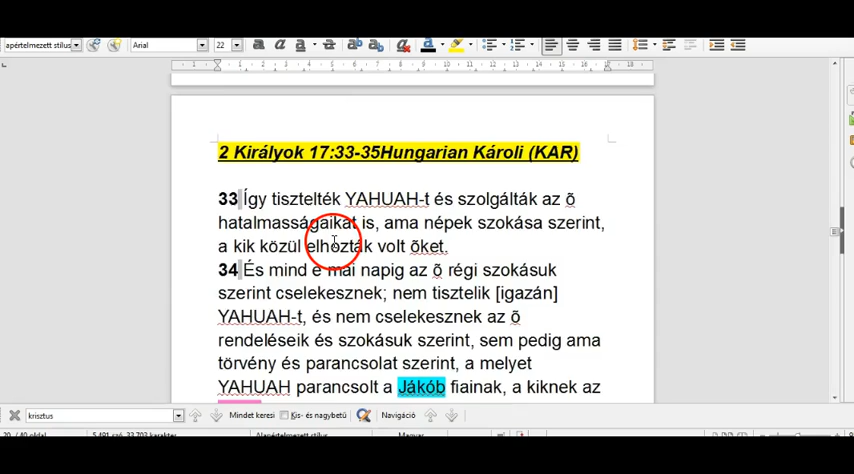 apértelmezett stílus
Arial
22
2 Királyok 17:33-35Hungarian Károli (KAR)
33 Így tisztelték YAHUAH-t és szolgálták az õ
hatalmasságaikat is, ama népek szokása szerint,
a kik közül elhozták volt õket.
34 És mind e mai napig az õ régi szokásuk
szerint cselekesznek; nem tisztelik [igazán]
YAHUAH-t, és nem cselekesznek az õ
rendeléseik és szokásuk szerint, sem pedig ama
törvény és parancsolat szerint, a melyet
YAHUAH parancsolt a Jákób fiainak, a kiknek az
krisztus
Mindet keresi
Kis- és nagybetű
Navigáció